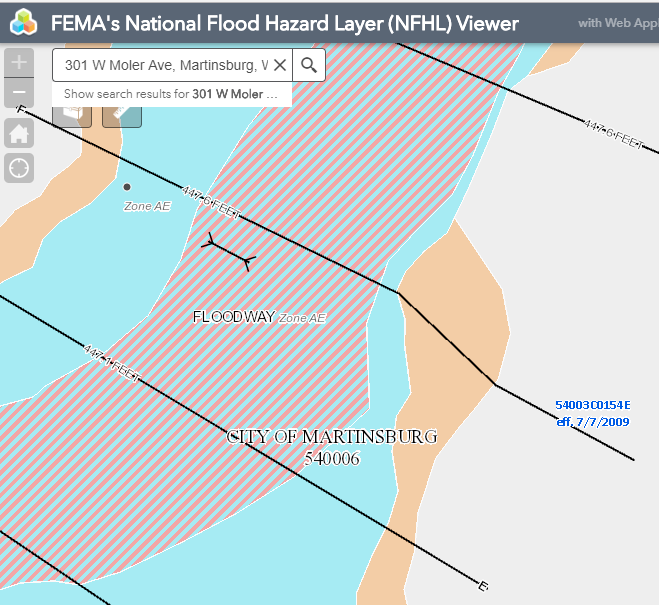 FEMA's National Flood Hazard Layer (NFHL) Viewer
with Web Appl
301 W Moler Ave, Martinsburg, W
Show search results for 301 W Moler ...
F
447.6 FEET
Zone AE
447.6 FEET
FLOODWAY Zone AE
447.1 FEET
54003C0154E
eff. 7/7/2009
CITY OF MARTINSBURG
540006
E